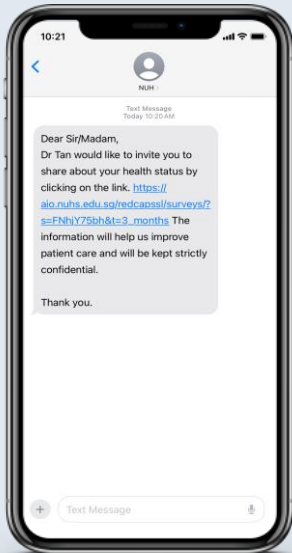 10:21
NUH
Text Message
Today 10:20 AM
Dear Sir/Madam,
Dr Tan would like to invite you to
share about your health status by
clicking on the link. https://
aio.nuhs.edu.sg/redcapssl/surveys/?
s=FNhjY75bh&t=3_months The
information will help us improve
patient care and will be kept strictly
confidential.
Thank you.
Text Message